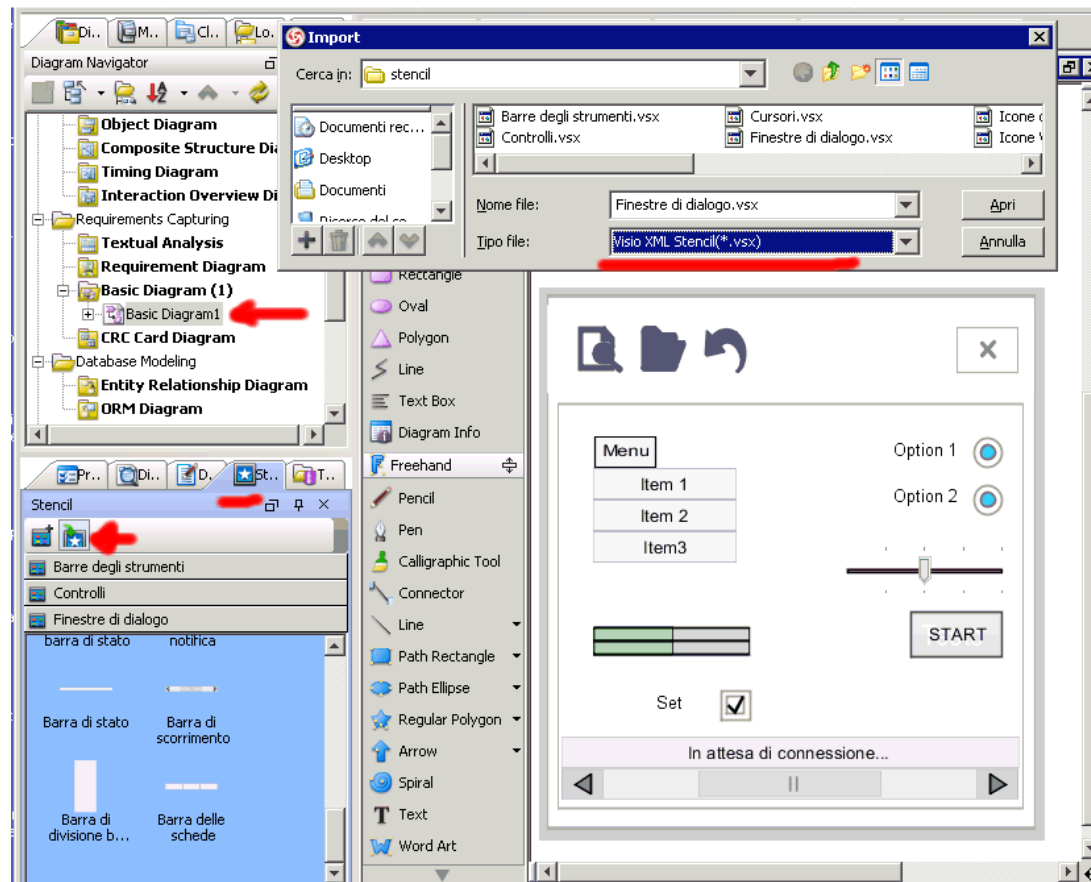 Di..
M..
Cl..
Lo.
Diagram Navigator
Object Diagram
Composite Structure Di
Timing Diagram
Interaction Overview Di
Requirements Capturing
Textual Analysis
Requirement Diagram
Basic Diagram (1)
Basic Diagram1
CRC Card Diagram
Database Modeling
Entity Relationship Diagram
ORM Diagram
Import
Cerca in:
stencil
Documenti rec...
Desktop
Documenti
Barre degli strumenti.vsx
Cursori.vsx
Icone
Controlli.vsx
Finestre di dialogo.vsx
Icone
Nome file:
Finestre di dialogo.vsx
Apri
Tipo file:
Visio XML Stencil(*.vsx)
Annulla
Pr..
Di..
D.
St..
T..
Stencil
Barre degli strumenti
Controlli
Finestre di dialogo
barra di stato
notifica
Barra di stato
Barra di
scorrimento
Barra di
divisione b...
Barra delle
schede
Rectangle
Oval
Polygon
Line
Text Box
Diagram Info
Freehand
Pencil
Pen
Calligraphic Tool
Connector
Line
Path Rectangle
Path Ellipse
Regular Polygon
Arrow
Spiral
Text
Word Art
Menu
Item 1
Item 2
Item3
Option 1
Option 2
START
Set
In attesa di connessione...